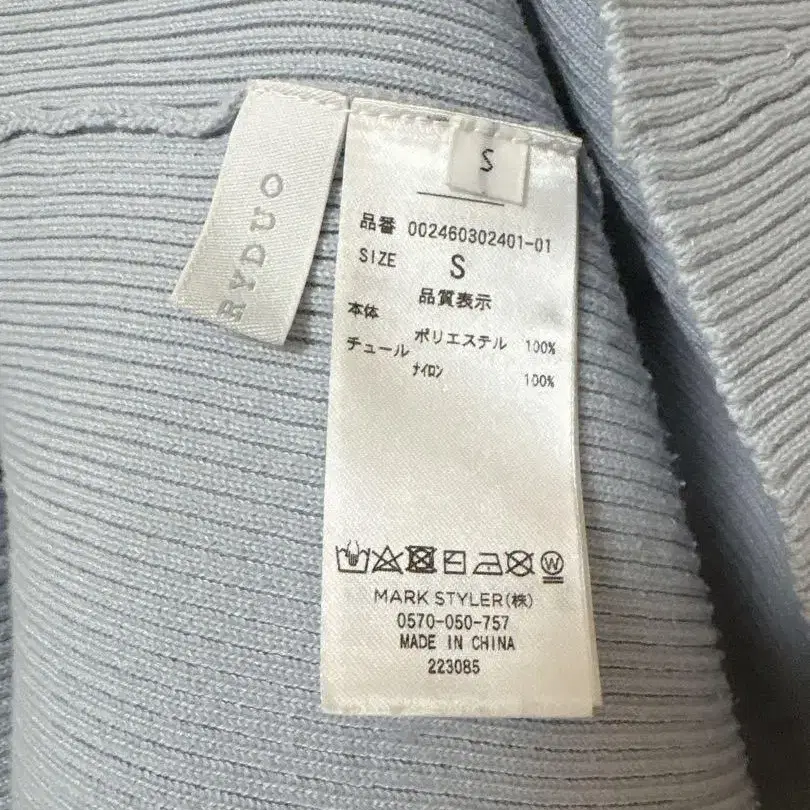 RYDUO
S
品番 002460302401-01
SIZE S
品質表示
本体 ポリエステル 100%
チュール ナイロン 100%
W
MARK STYLER(株)
0570-050-757
MADE IN CHINA
223085